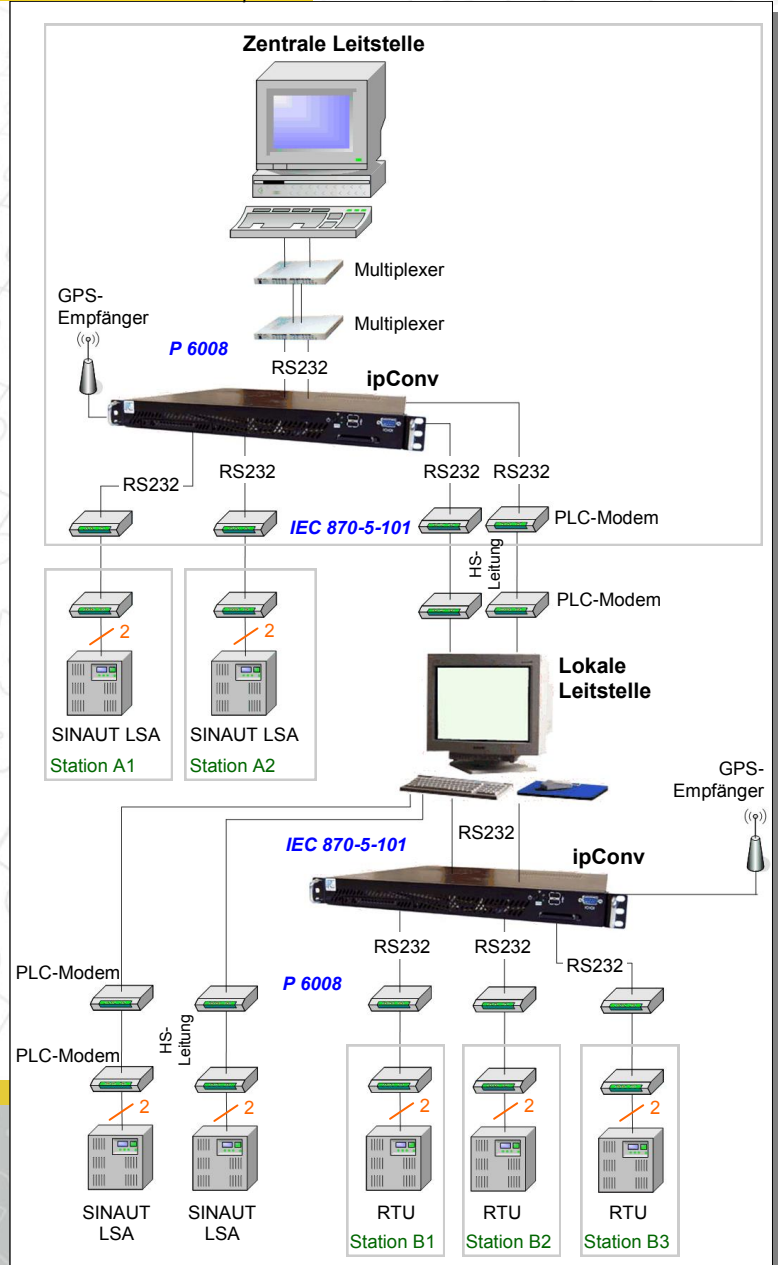 Zentrale Leitstelle
Multiplexer
GPS-
Empfänger
Multiplexer
P 6008
RS232
ipConv
RS232
RS232
RS232
RS232
IEC 870-5-101
PLC-Modem
HS-
Leitung
PLC-Modem
2
2
Lokale
Leitstelle
SINAUT LSA
SINAUT LSA
Station A1
Station A2
GPS-
Empfänger
RS232
IEC 870-5-101
ipConv
RS232
RS232
RS232
PLC-Modem
P 6008
HS-
Leitung
PLC-Modem
2
2
2
2
2
SINAUT
LSA
SINAUT
LSA
RTU
RTU
RTU
Station B1
Station B2
Station B3